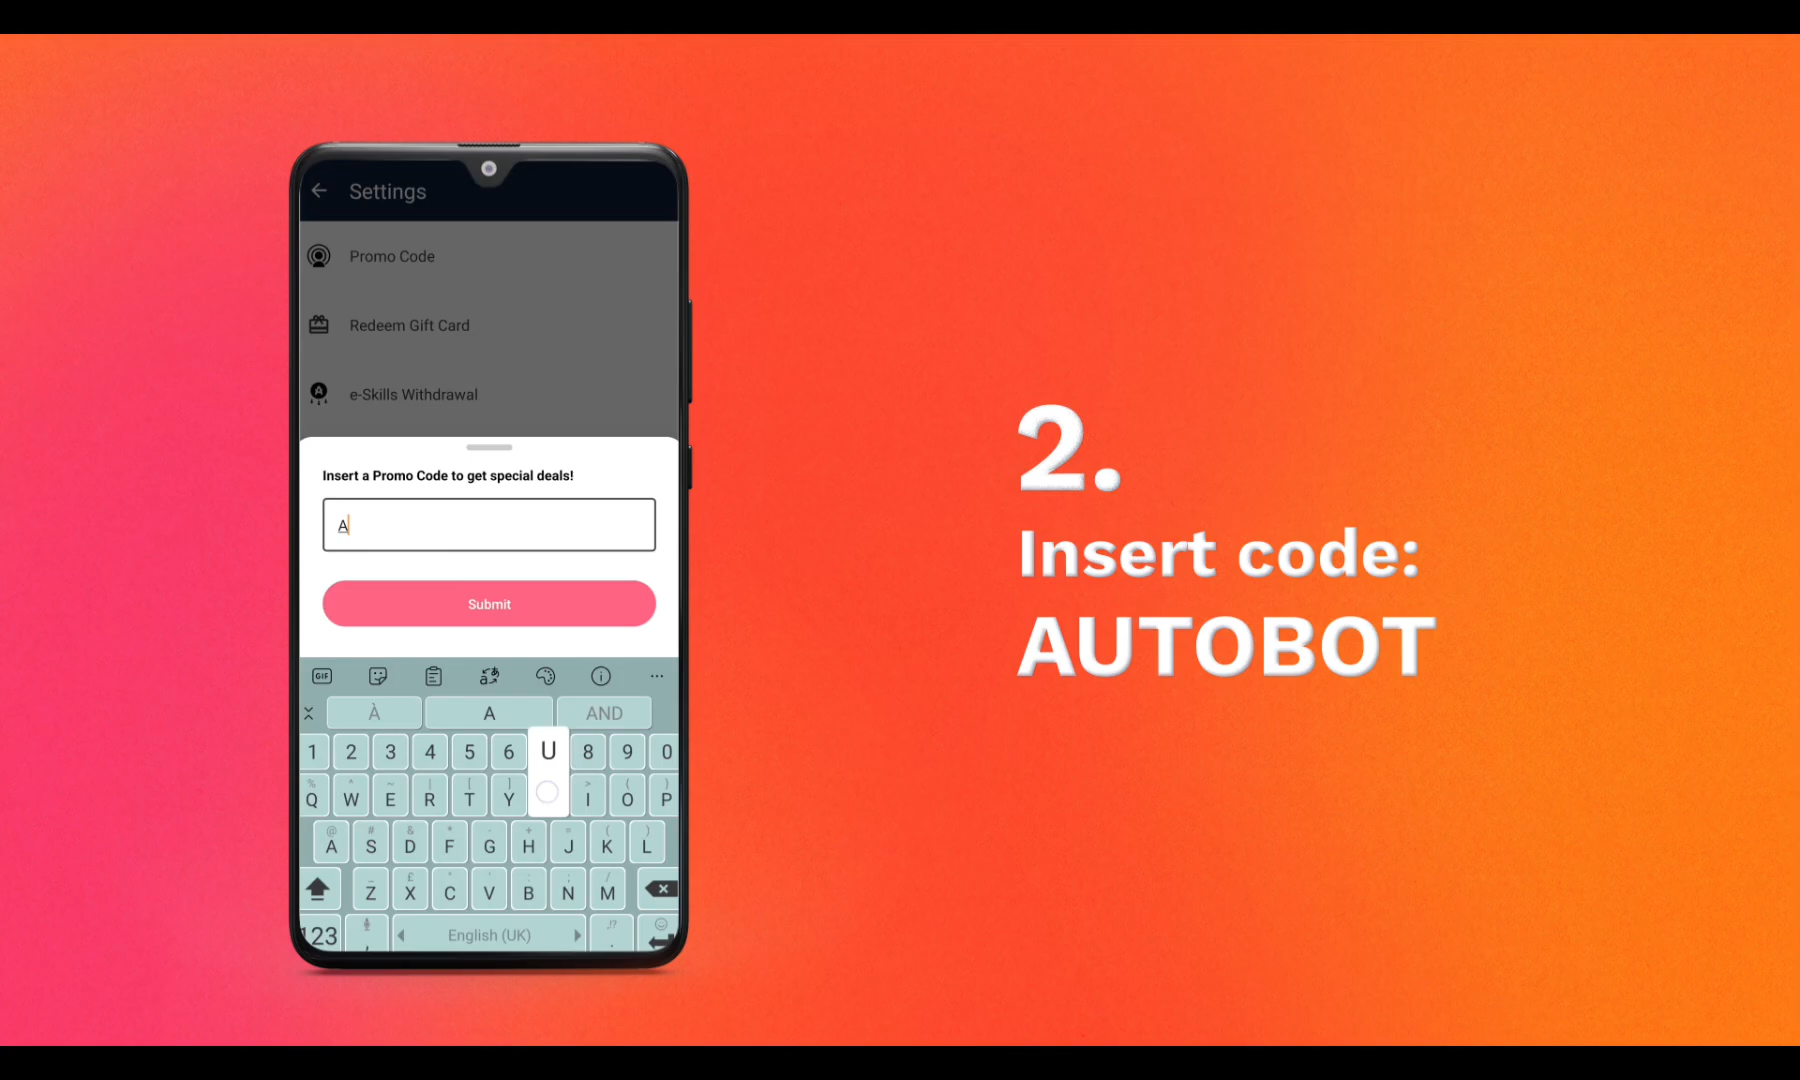 Settings
Promo Code
Redeem Gift Card
e-Skills Withdrawal
Insert a Promo Code to get special deals!
A
Submit
GIF
À A AND
1 2 3 4 5 6 U 8 9 0
% ^ ~ | [ ] > ( )
Q W E R T Y I O P
@ # & * - + = ( )
A S D F G H J K L
_ £ " ' : ; /
Z X C V B N M
123 , English (UK) ,!? .
2.
Insert code:
AUTOBOT